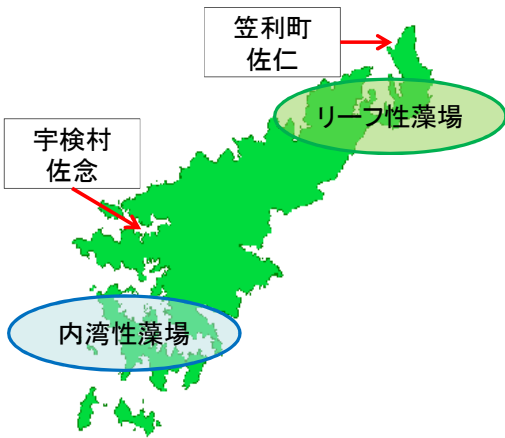 笠利町
佐仁
リーフ性藻場
宇検村
佐念
内湾性藻場